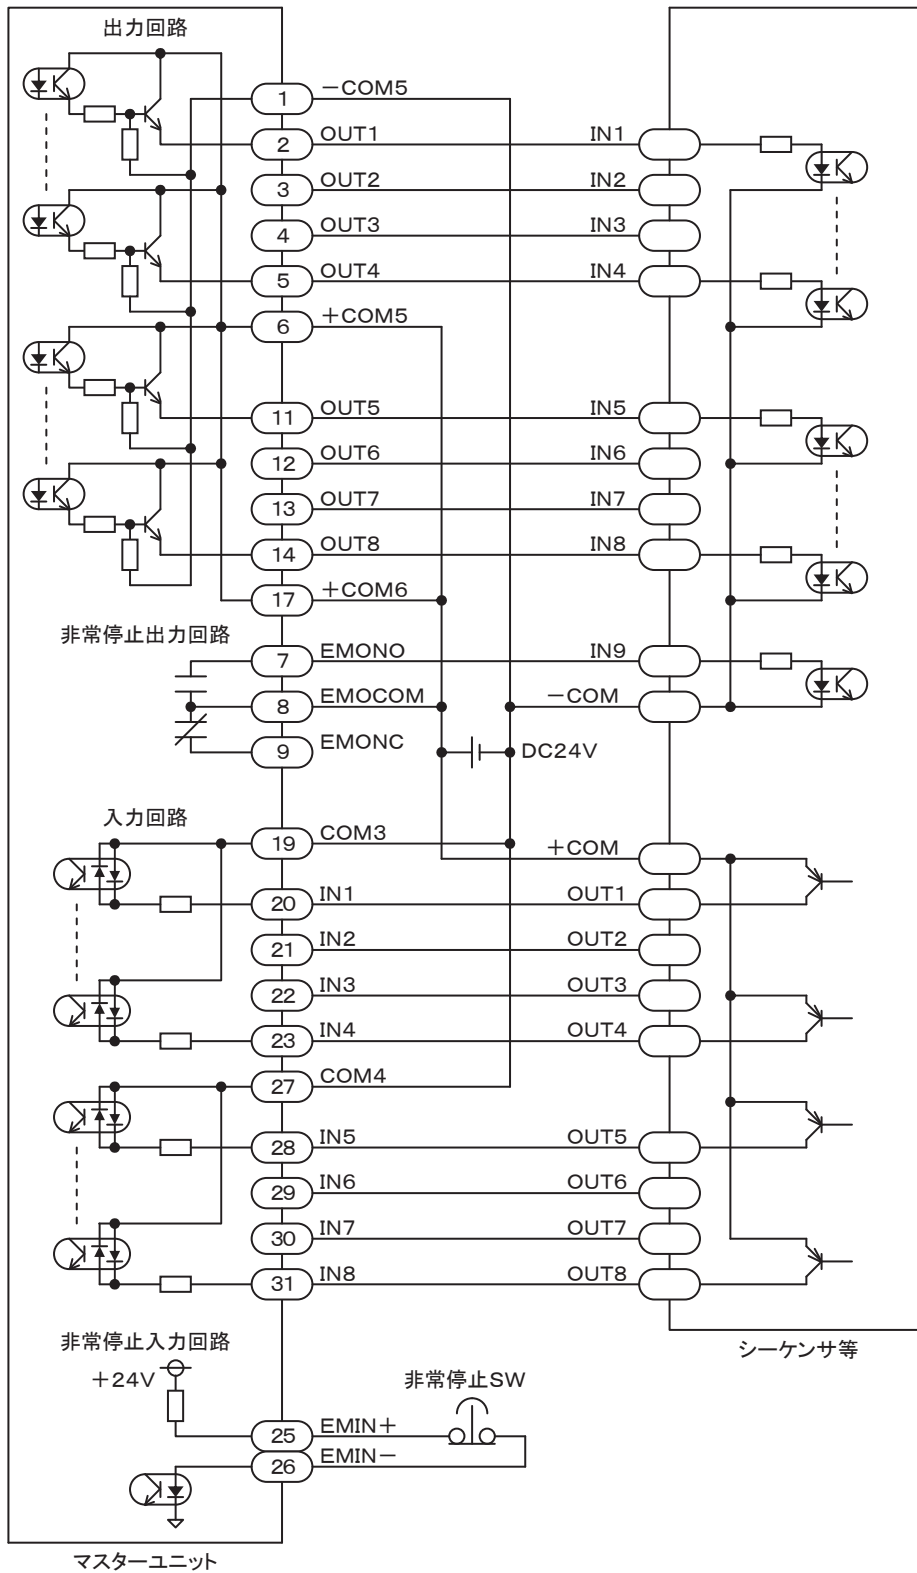 出力回路
1 －COM5
2 OUT1 IN1
3 OUT2 IN2
4 OUT3 IN3
5 OUT4 IN4
6 ＋COM5
11 OUT5 IN5
12 OUT6 IN6
13 OUT7 IN7
14 OUT8 IN8
17 ＋COM6
非常停止出力回路
7 EMONO IN9
8 EMOCOM －COM
9 EMONC
DC24V
入力回路
19 COM3
＋COM
20 IN1 OUT1
21 IN2 OUT2
22 IN3 OUT3
23 IN4 OUT4
27 COM4
28 IN5 OUT5
29 IN6 OUT6
30 IN7 OUT7
31 IN8 OUT8
シーケンサ等
非常停止入力回路
＋24V
非常停止SW
25 EMIN＋
26 EMIN－
マスターユニット